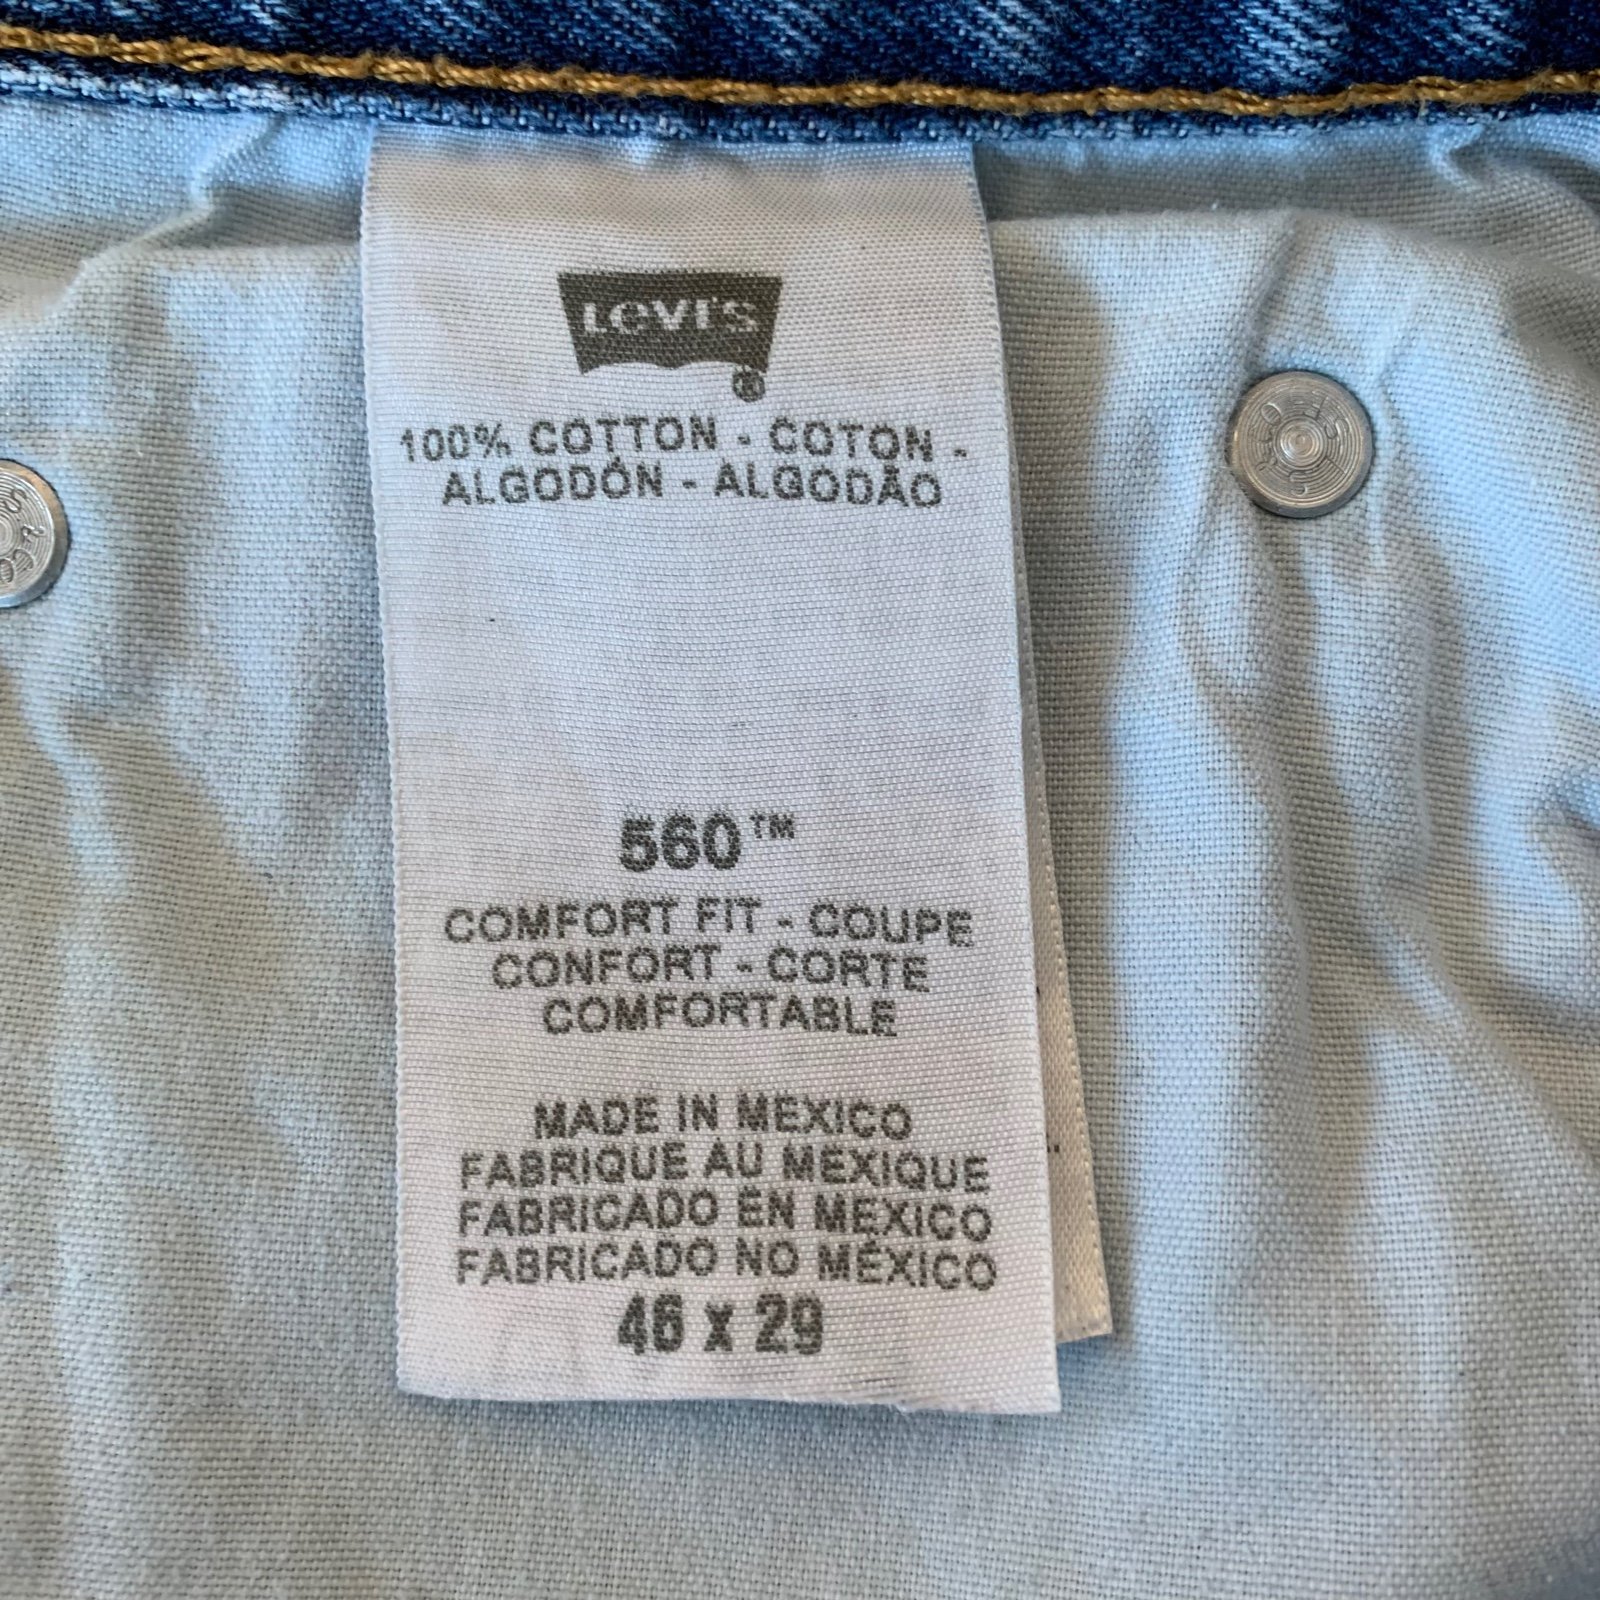 Levi's
®
100% COTTON - COTON -
ALGODÓN - ALGODÃO
560™
COMFORT FIT - COUPE
CONFORT - CORTE
COMFORTABLE
MADE IN MEXICO
FABRIQUE AU MEXIQUE
FABRICADO EN MEXICO
FABRICADO NO MÉXICO
46 x 29